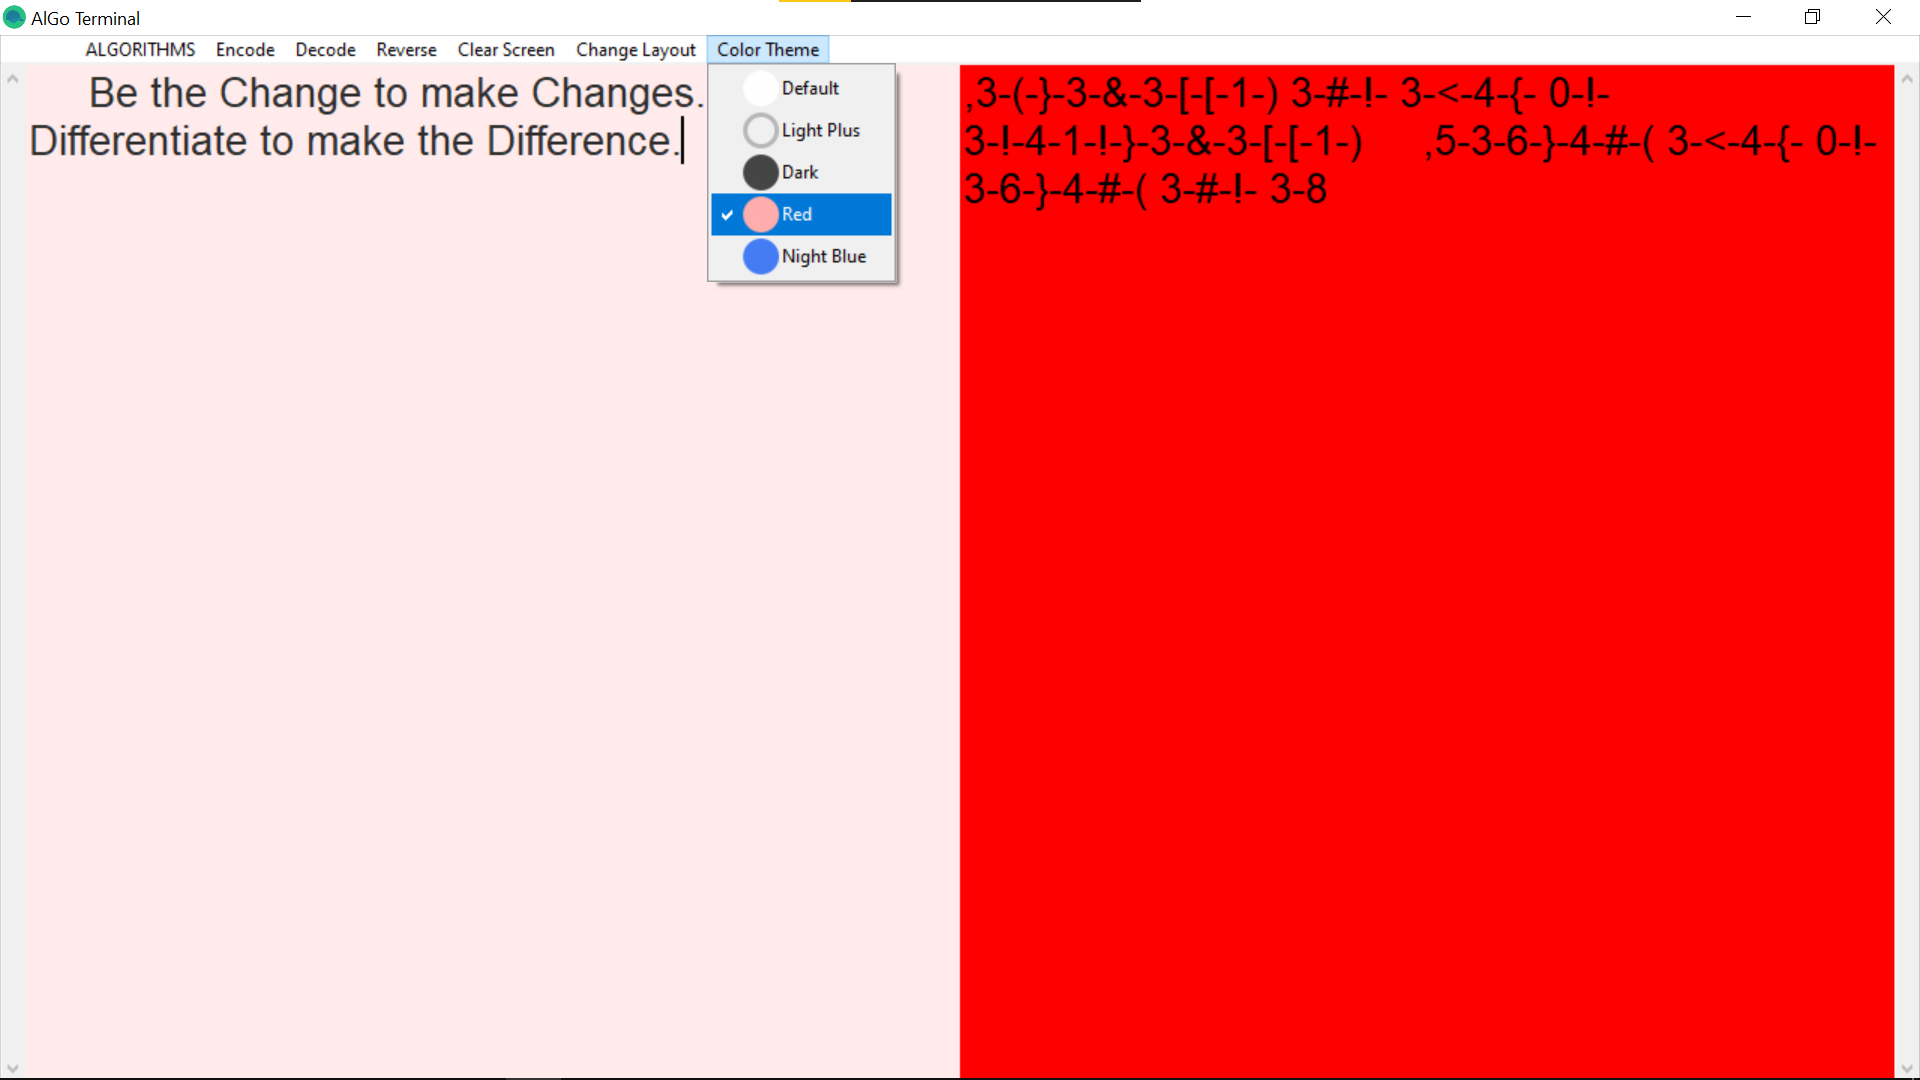 AlGo Terminal
ALGORITHMS Encode Decode Reverse Clear Screen Change Layout Color Theme
Be the Change to make Changes.
Differentiate to make the Difference.
Default
Light Plus
Dark
Red
Night Blue
,3-(-}-3-&-3-[-[-1-) 3-#-!- 3-<-4-{- 0-!-
3-!-4-1-!-}-3-&-3-[-[-1-) ,5-3-6-}-4-#-( 3-<-4-{- 0-!-
3-6-}-4-#-( 3-#-!- 3-8